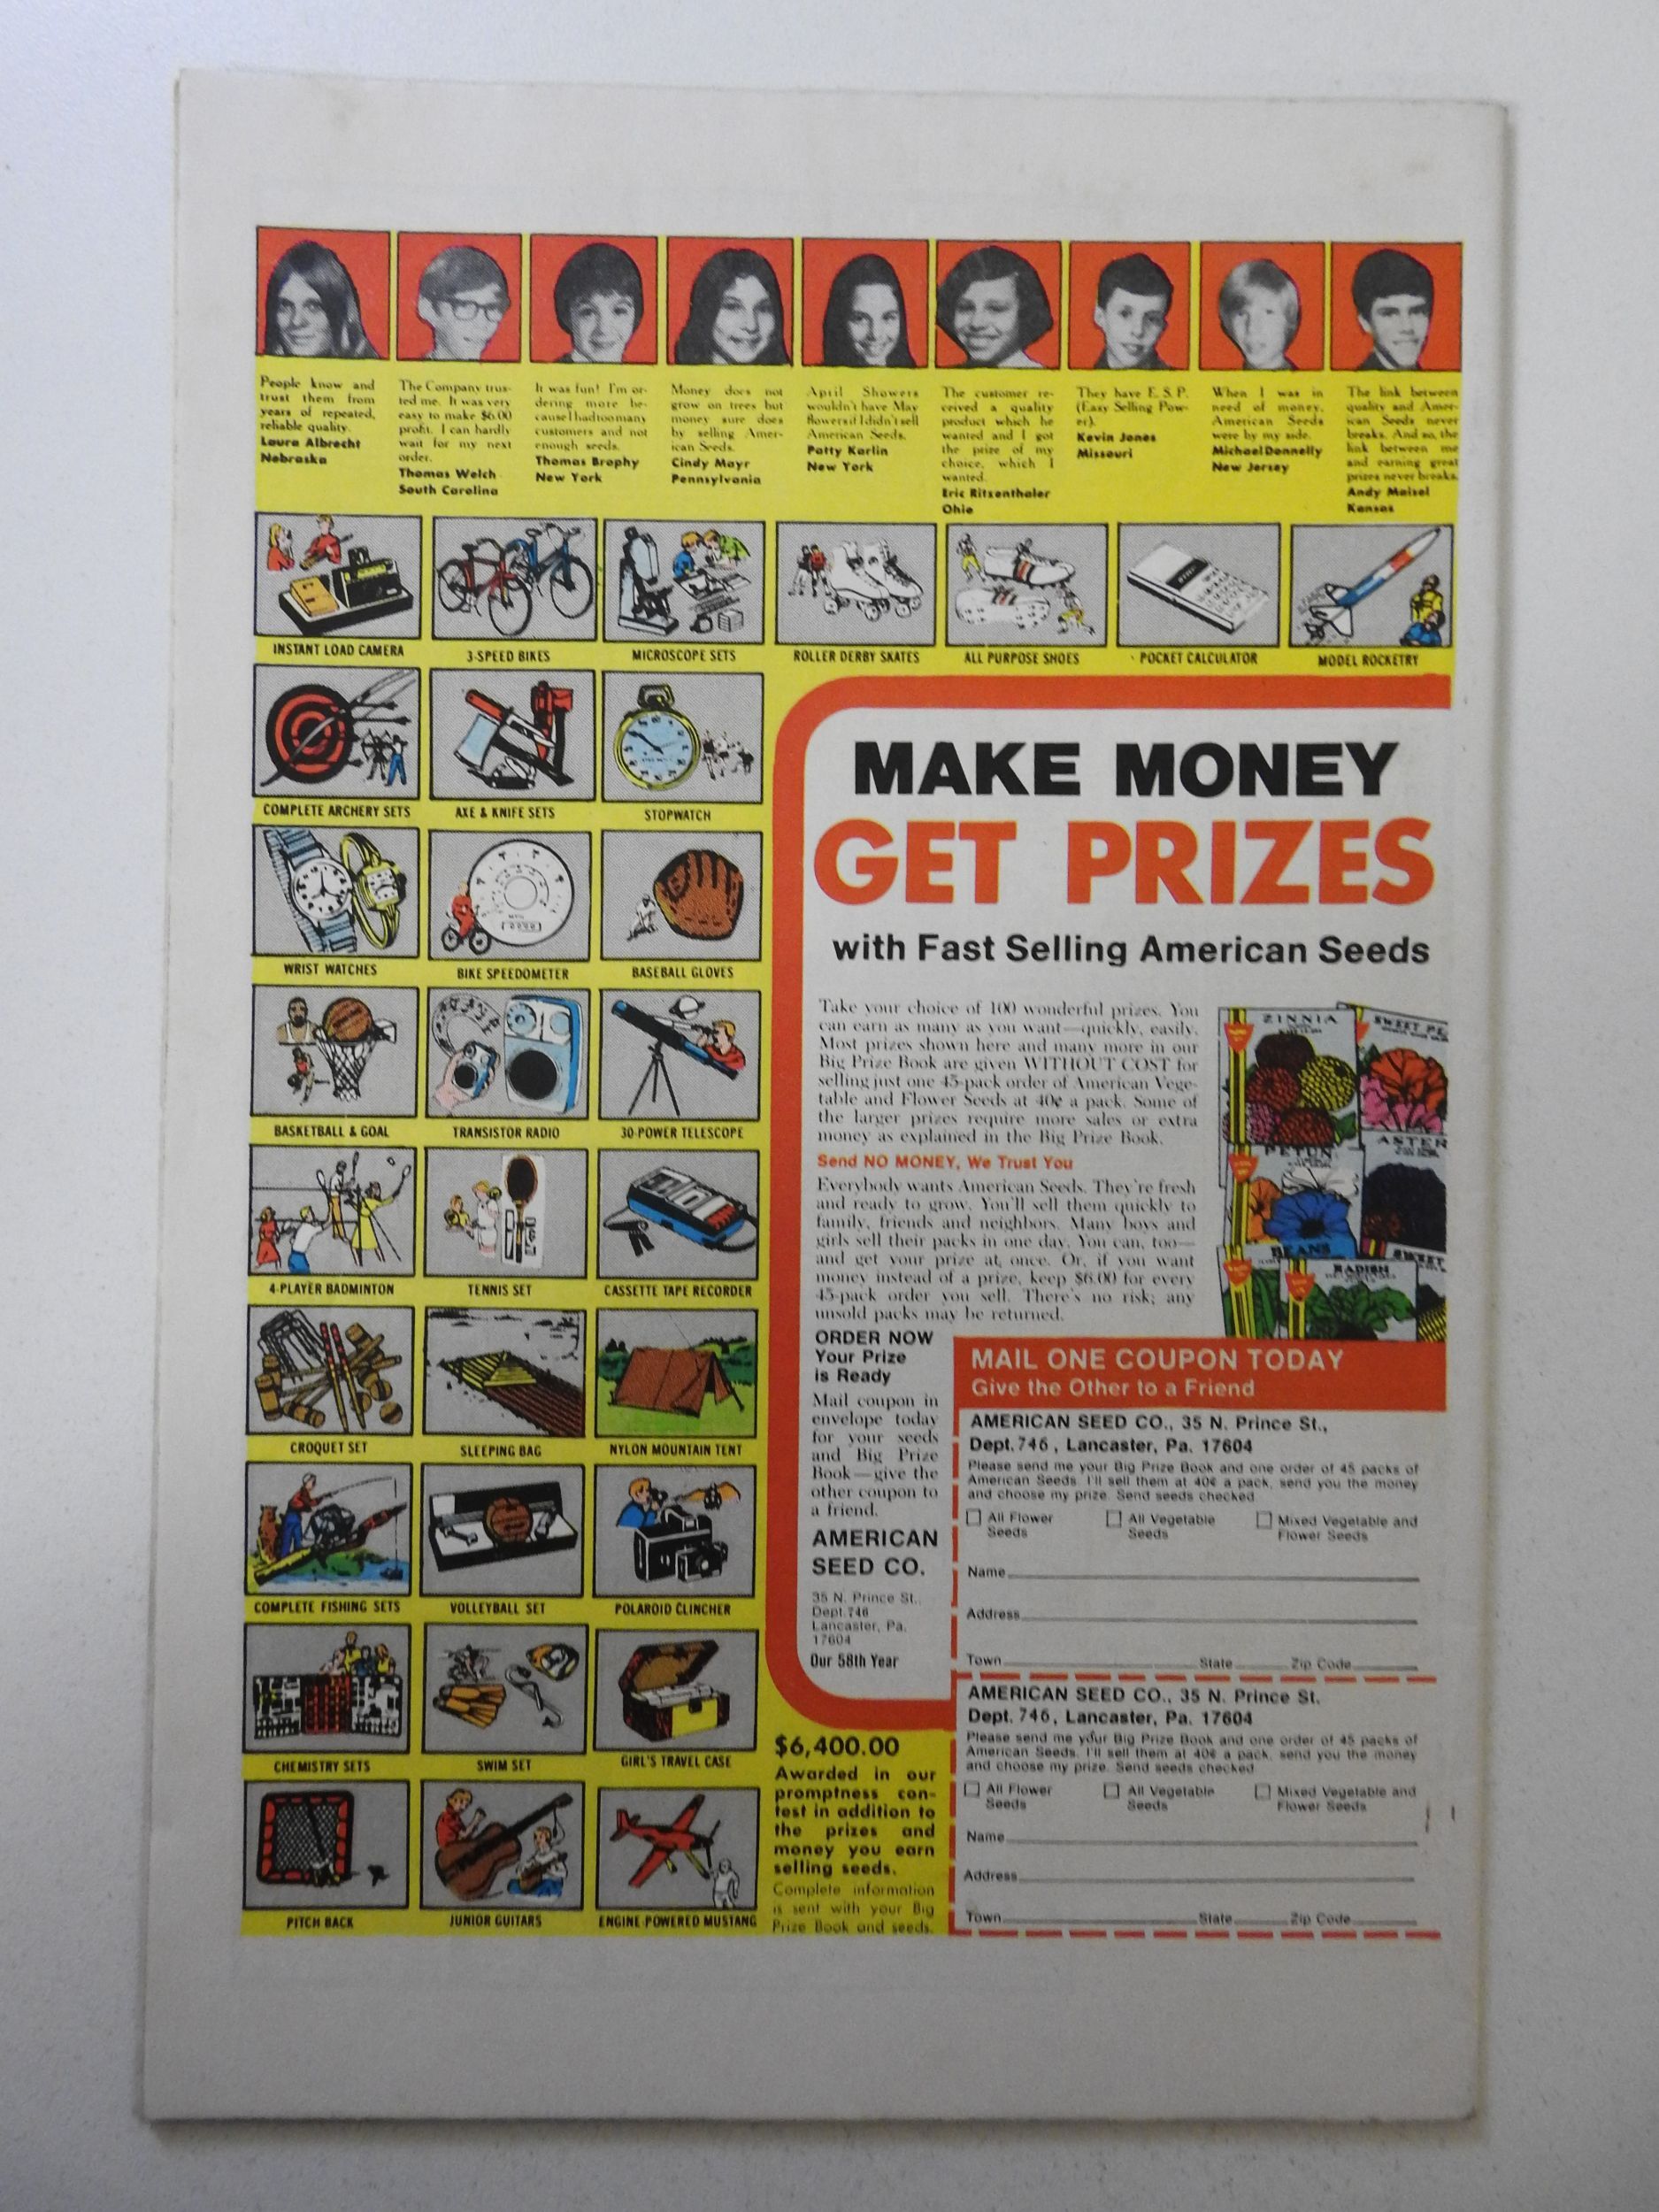 People know and
trust them from
years of repeated,
reliable quality.
Laura Albrecht
Nebraska
The Company trus-
ted me. It was very
easy to make $6.00
profit. I can hardly
wait for my next
order.
Thomas Welch
South Carolina
It was fun! I'm or-
dering more be-
cause I had too many
customers and not
enough seeds.
Thomas Brophy
New York
Money does not
grow on trees but
money sure does
by selling Amer-
ican Seeds.
Cindy Mayr
Pennsylvania
April Showers
wouldn't have May
flowers if I didn't sell
American Seeds.
Patty Karlin
New York
The customer re-
ceived a quality
product which he
wanted and I got
the prize of my
choice, which I
wanted.
Eric Ritzenthaler
Ohio
They have E. S. P.
(Easy Selling Pow-
er).
Kevin Jones
Missouri
When I was in
need of money,
American Seeds
were by my side.
Michael Donnelly
New Jersey
The link between
quality and Amer-
ican Seeds never
breaks. And so, the
link between me
and earning great
prizes never breaks.
Andy Maisel
Kansas
INSTANT LOAD CAMERA
3-SPEED BIKES
MICROSCOPE SETS
ROLLER DERBY SKATES
ALL PURPOSE SHOES
POCKET CALCULATOR
MODEL ROCKETRY
COMPLETE ARCHERY SETS
AXE & KNIFE SETS
STOPWATCH
WRIST WATCHES
BIKE SPEEDOMETER
BASEBALL GLOVES
BASKETBALL & GOAL
TRANSISTOR RADIO
30-POWER TELESCOPE
4-PLAYER BADMINTON
TENNIS SET
CASSETTE TAPE RECORDER
CROQUET SET
SLEEPING BAG
NYLON MOUNTAIN TENT
COMPLETE FISHING SETS
VOLLEYBALL SET
POLAROID CLINCHER
CHEMISTRY SETS
SWIM SET
GIRL'S TRAVEL CASE
PITCH BACK
JUNIOR GUITARS
ENGINE POWERED MUSTANG
MAKE MONEY
GET PRIZES
with Fast Selling American Seeds
Take your choice of 100 wonderful prizes. You
can earn as many as you want—quickly, easily.
Most prizes shown here and many more in our
Big Prize Book are given WITHOUT COST for
selling just one 45-pack order of American Vege-
table and Flower Seeds at 40¢ a pack. Some of
the larger prizes require more sales or extra
money as explained in the Big Prize Book.
Send NO MONEY, We Trust You
Everybody wants American Seeds. They're fresh
and ready to grow. You'll sell them quickly to
family, friends and neighbors. Many boys and
girls sell their packs in one day. You can, too—
and get your prize at once. Or, if you want
money instead of a prize, keep $6.00 for every
45-pack order you sell. There's no risk; any
unsold packs may be returned.
ZINNIA
SWEET PE
ASTER
PETUN
BEANS
RADISH
SWEET
ORDER NOW
Your Prize
is Ready
Mail coupon in
envelope today
for your seeds
and Big Prize
Book—give the
other coupon to
a friend.
AMERICAN
SEED CO.
35 N. Prince St.,
Dept. 746
Lancaster, Pa.
17604
Our 58th Year
$6,400.00
Awarded in our
promptness con-
test in addition to
the prizes and
money you earn
selling seeds.
Complete information
is sent with your Big
Prize Book and seeds.
MAIL ONE COUPON TODAY
Give the Other to a Friend
AMERICAN SEED CO., 35 N. Prince St.,
Dept. 746, Lancaster, Pa. 17604
Please send me your Big Prize Book and one order of 45 packs of
American Seeds. I'll sell them at 40¢ a pack, send you the money
and choose my prize. Send seeds checked
All Flower
Seeds
All Vegetable
Seeds
Mixed Vegetable and
Flower Seeds
Name
Address
Town State Zip Code
AMERICAN SEED CO., 35 N. Prince St.
Dept. 746, Lancaster, Pa. 17604
Please send me your Big Prize Book and one order of 45 packs of
American Seeds. I'll sell them at 40¢ a pack, send you the money
and choose my prize. Send seeds checked
All Flower
Seeds
All Vegetable
Seeds
Mixed Vegetable and
Flower Seeds
Name
Address
Town State Zip Code